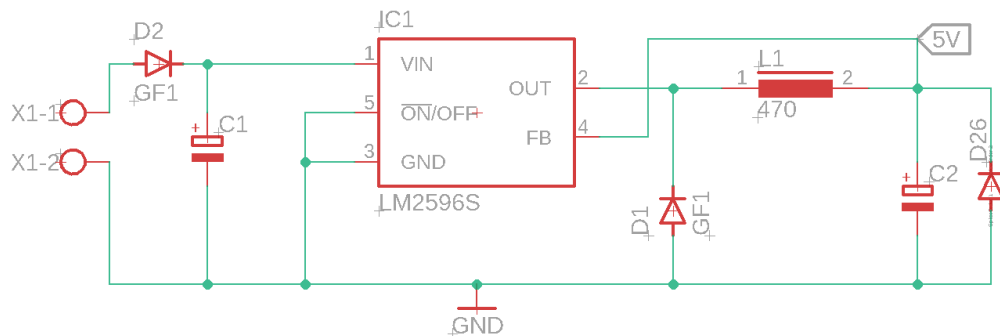 D2
GF1
X1-1
X1-2
+
C1
IC1
1
VIN
5
ON/OFF
3
GND
LM2596S
OUT
2
FB
4
L1
1
2
470
5V
D1
GF1
+
C2
D26
GND